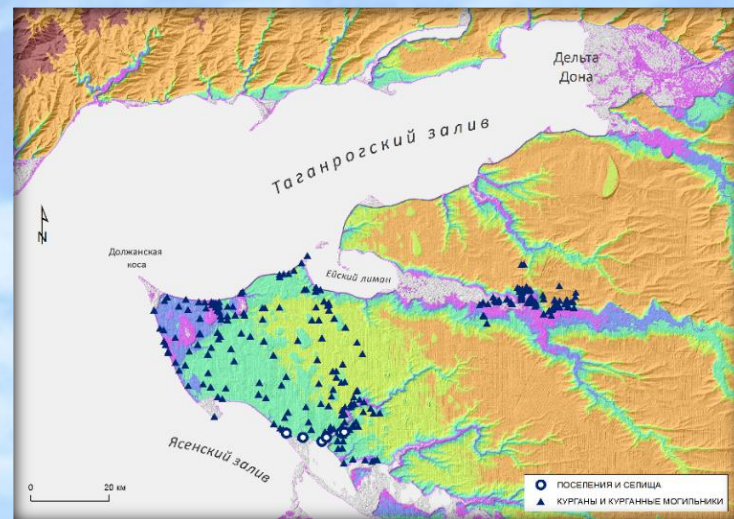 Дельта
Дона
Таганрогский залив
N
Должанская
коса
Ейский лиман
Ясенский залив
0 20 км
ПОСЕЛЕНИЯ И СЕЛИЩА
КУРГАНЫ И КУРГАННЫЕ МОГИЛЬНИКИ